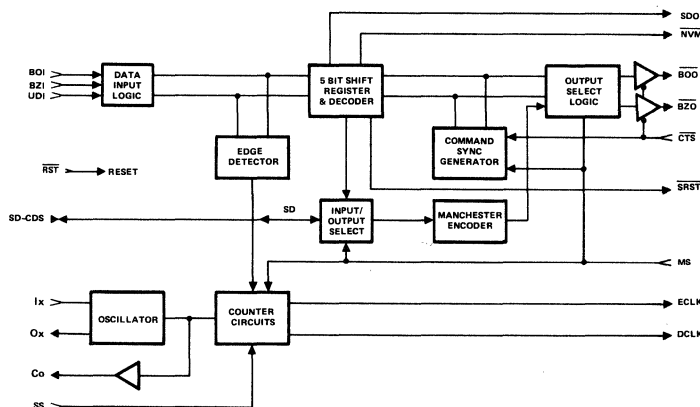 SDO
NVM
BOI
BZI
UDI
DATA
INPUT
LOGIC
5 BIT SHIFT
REGISTER
& DECODER
OUTPUT
SELECT
LOGIC
BOO
BZO
EDGE
DETECTOR
COMMAND
SYNC
GENERATOR
CTS
RST
RESET
SRST
SD-CDS
SD
INPUT/
OUTPUT
SELECT
MANCHESTER
ENCODER
MS
Ix
Ox
OSCILLATOR
COUNTER
CIRCUITS
ECLK
DCLK
Co
SS